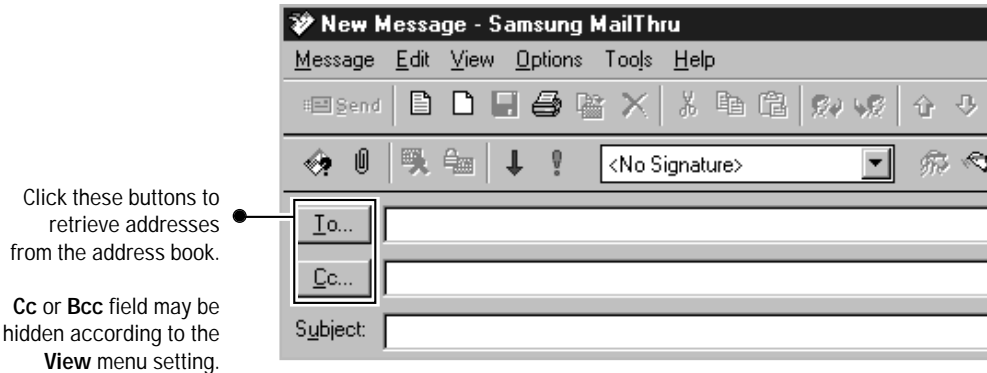 New Message - Samsung MailThru
Message Edit View Options Tools Help
Send
<No Signature>
To...
Cc...
Subject:
Click these buttons to
retrieve addresses
from the address book.
Cc or Bcc field may be
hidden according to the
View menu setting.